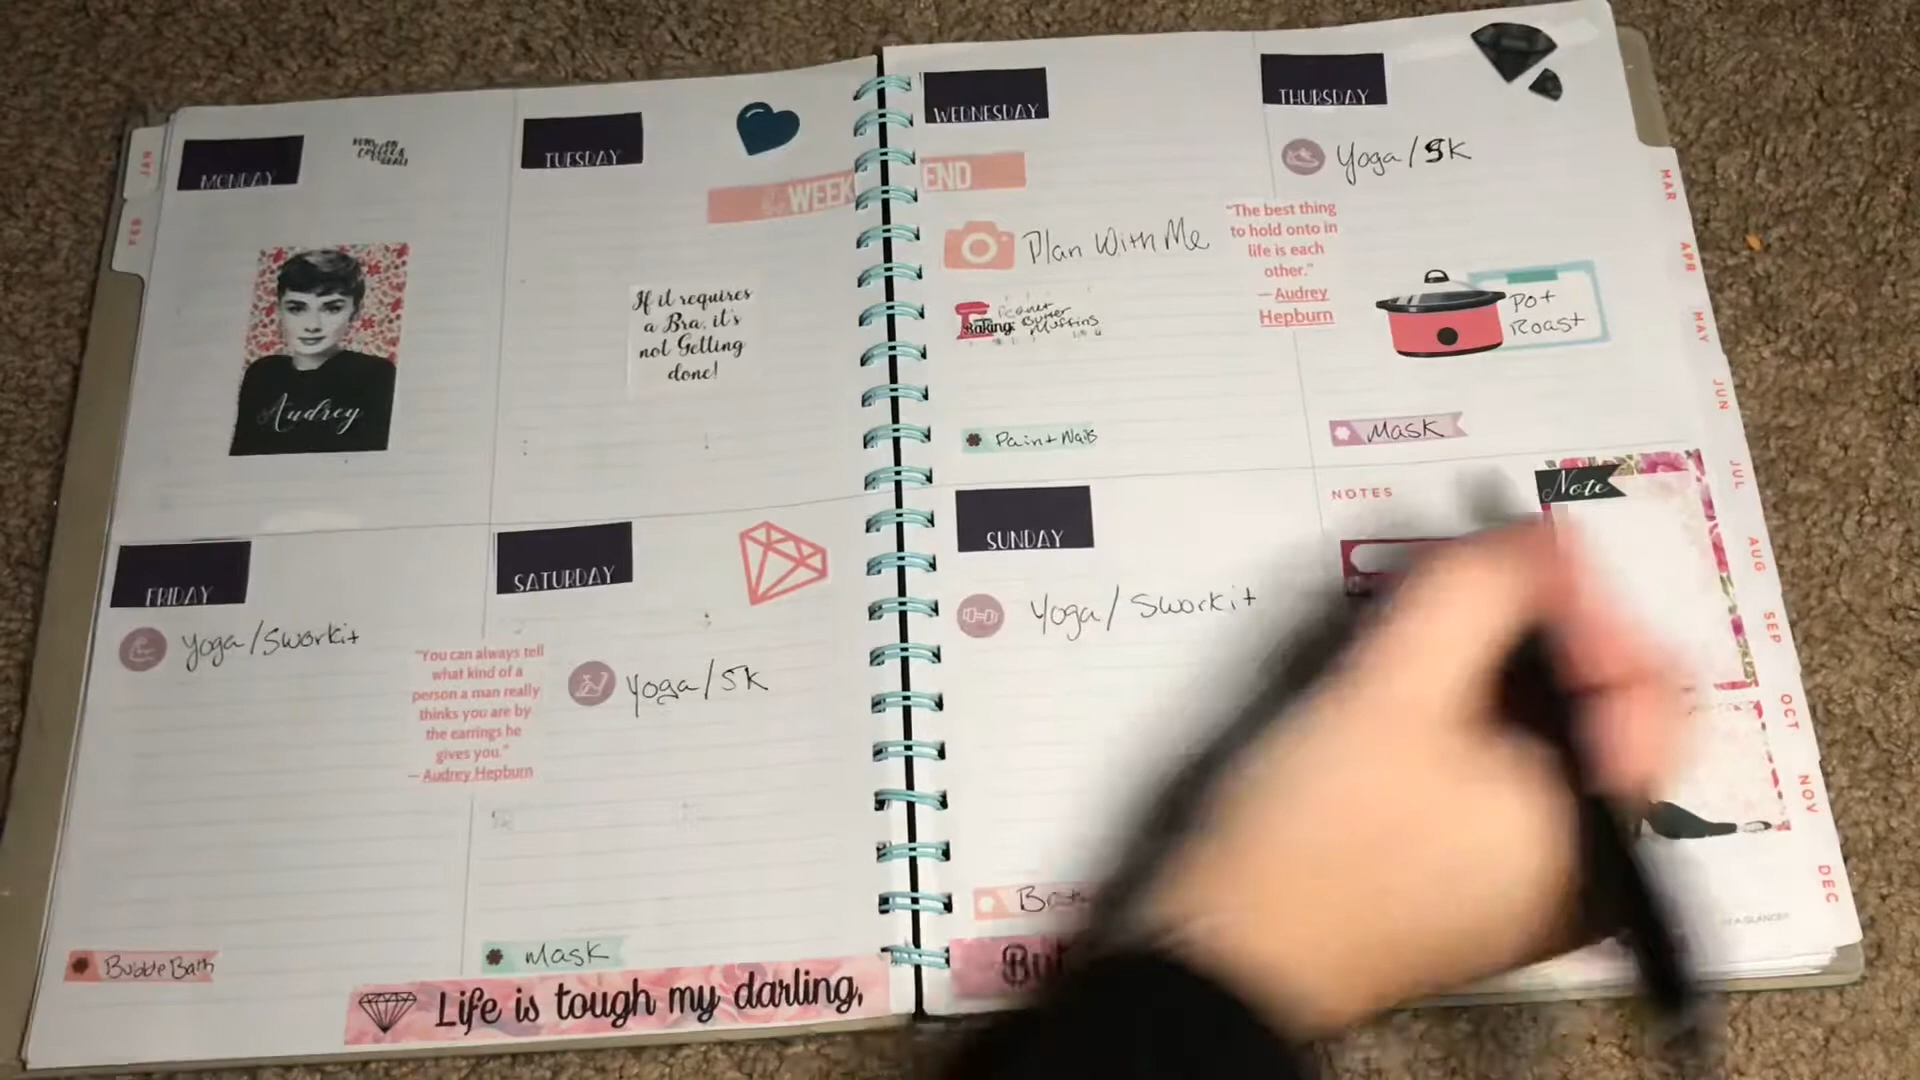 MONDAY
TUESDAY
WEEK
If it requires
a Bra, it's
not Getting
done!
Audrey
WEDNESDAY
END
Plan With Me
Baking: Peanut
Butter
Muffins
Paint Nails
THURSDAY
Yoga/5K
"The best thing
to hold onto in
life is each
other."
— Audrey
Hepburn
Pot
Roast
Mask
FRIDAY
Yoga/Sworkit
"You can always tell
what kind of a
person a man really
thinks you are by
the earrings he
gives you."
— Audrey Hepburn
Bubble Bath
SATURDAY
Yoga/5K
Mask
Life is tough my darling,
SUNDAY
Yoga/Sworkit
NOTES
Note
FEB
MAR
APR
MAY
JUN
JUL
AUG
SEP
OCT
NOV
DEC